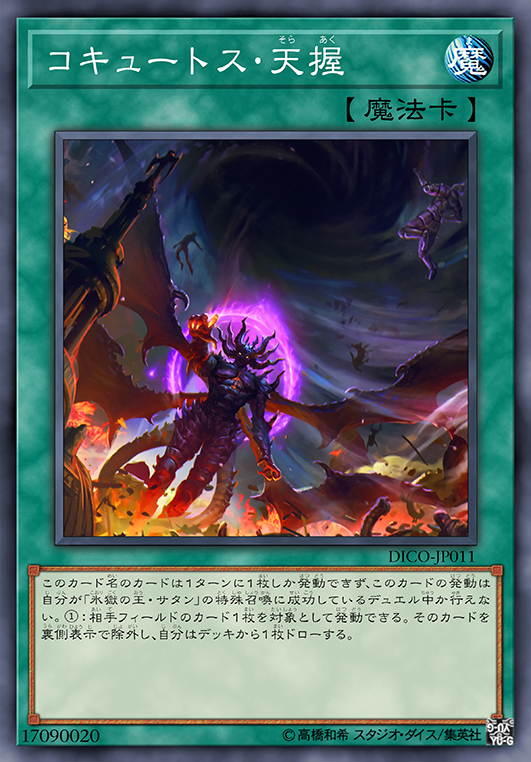 コキュートス・天握
そら あく
魔
【魔法卡】
DICO-JP011
このカード名のカードは1ターンに1枚しか発動できず、このカードの発動は
自分が「氷獄の王・サタン」の特殊召喚に成功しているデュエル中か行えな
い。①:相手フィールドのカード1枚を対象として発動できる。そのカードを
裏側表示で除外し、自分はデッキから1枚ドローする。
17090020
©高橋和希 スタジオ・ダイス/集英社